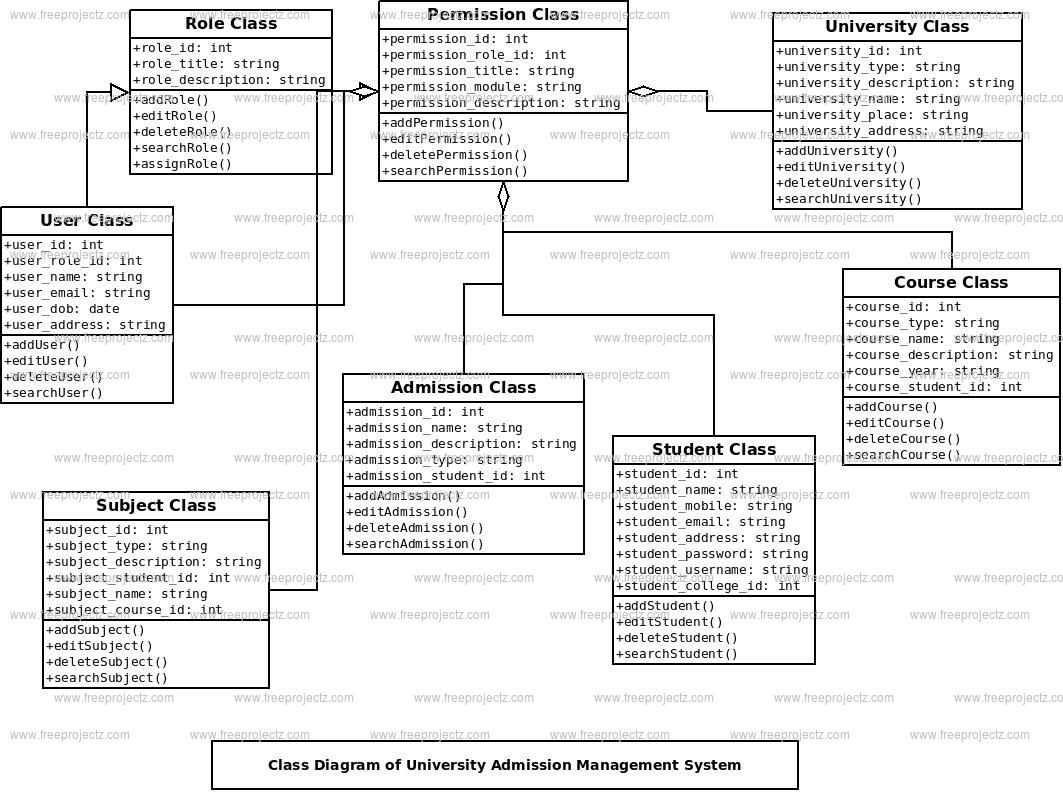 Role Class
+role_id: int
+role_title: string
+role_description: string
+addRole()
+editRole()
+deleteRole()
+searchRole()
+assignRole()
Permission Class
+permission_id: int
+permission_role_id: int
+permission_title: string
+permission_module: string
+permission_description: string
+addPermission()
+editPermission()
+deletePermission()
+searchPermission()
University Class
+university_id: int
+university_type: string
+university_description: string
+university_name: string
+university_place: string
+university_address: string
+addUniversity()
+editUniversity()
+deleteUniversity()
+searchUniversity()
User Class
+user_id: int
+user_role_id: int
+user_name: string
+user_email: string
+user_dob: date
+user_address: string
+addUser()
+editUser()
+deleteUser()
+searchUser()
Course Class
+course_id: int
+course_type: string
+course_name: string
+course_description: string
+course_year: string
+course_student_id: int
+addCourse()
+editCourse()
+deleteCourse()
+searchCourse()
Admission Class
+admission_id: int
+admission_name: string
+admission_description: string
+admission_type: string
+admission_student_id: int
+addAdmission()
+editAdmission()
+deleteAdmission()
+searchAdmission()
Student Class
+student_id: int
+student_name: string
+student_mobile: string
+student_email: string
+student_address: string
+student_password: string
+student_username: string
+student_college_id: int
+addStudent()
+editStudent()
+deleteStudent()
+searchStudent()
Subject Class
+subject_id: int
+subject_type: string
+subject_description: string
+subject_student_id: int
+subject_name: string
+subject_course_id: int
+addSubject()
+editSubject()
+deleteSubject()
+searchSubject()
Class Diagram of University Admission Management System
www.freeprojectz.com